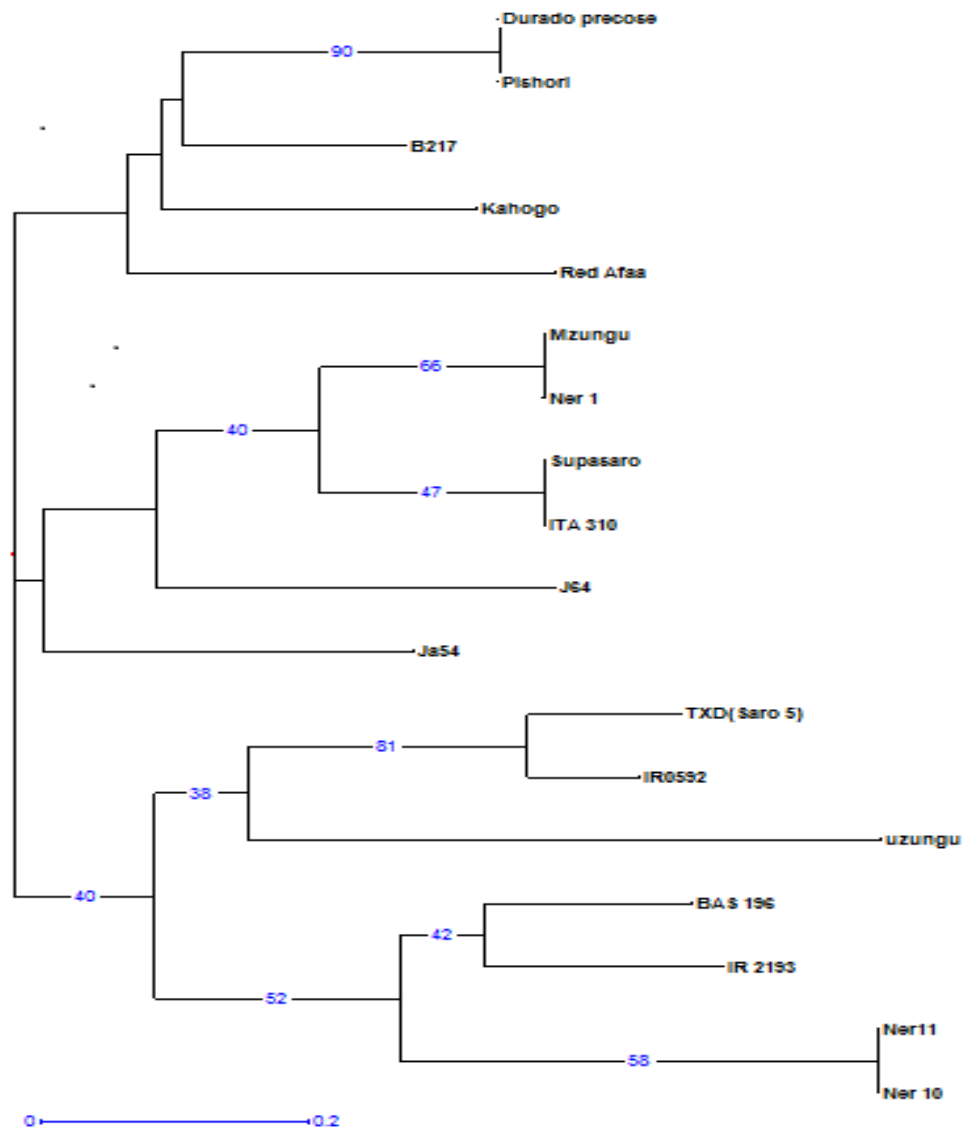 Durado precose
90
Pishori
B217
Kahogo
Red Afaa
Mzungu
66
Ner 1
40
Supasaro
47
ITA 310
J64
Ja54
TXD(Saro 5)
81
IR0592
38
uzungu
40
BAS 196
42
IR 2193
52
Ner11
58
Ner 10
0 0.2